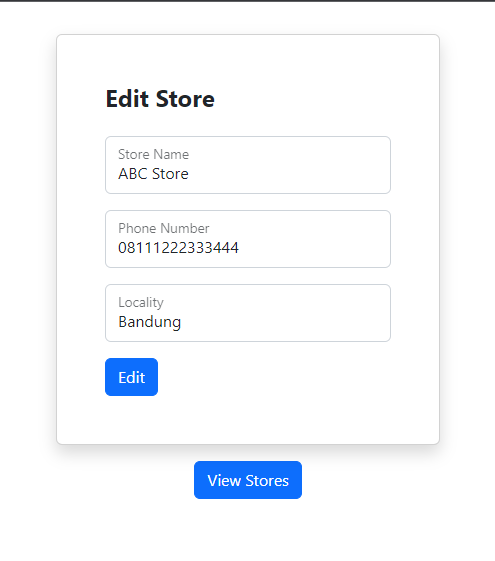 Edit Store
Store Name
ABC Store
Phone Number
08111222333444
Locality
Bandung
Edit
View Stores